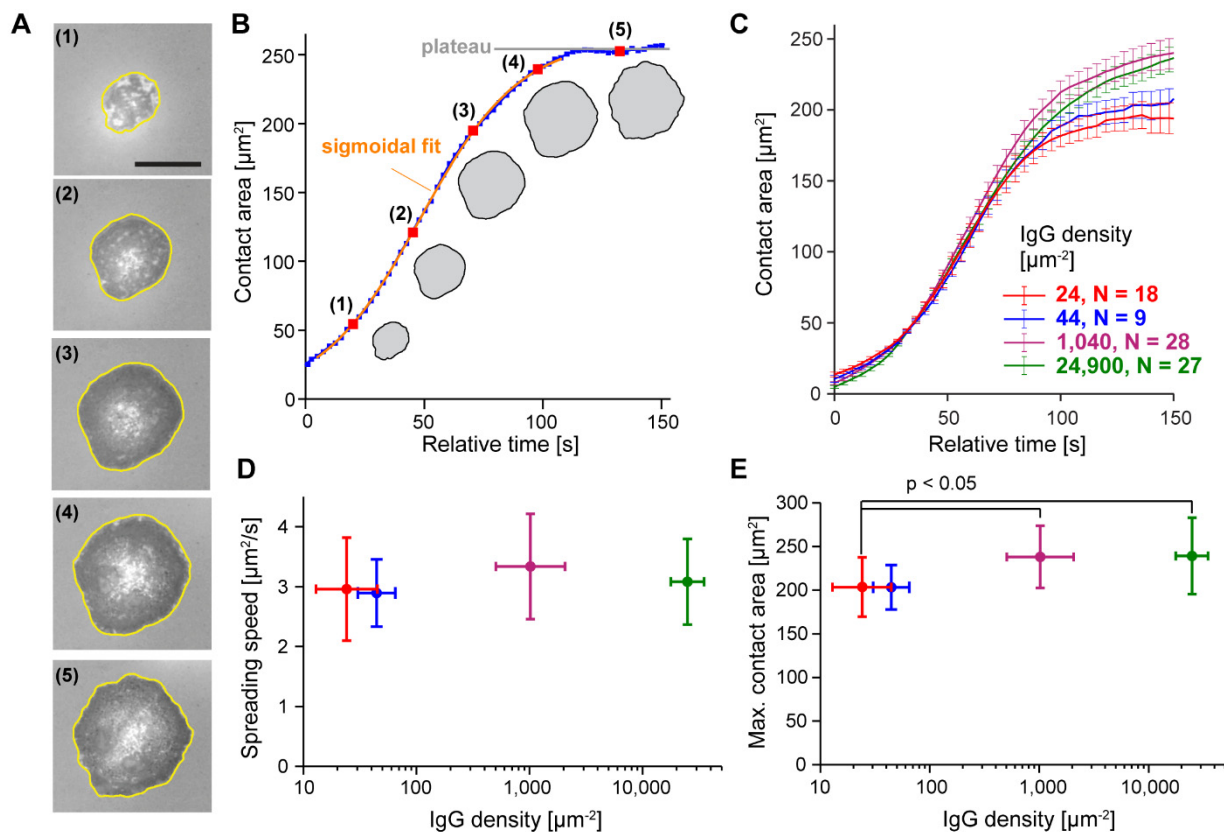 A
(1)
(2)
(3)
(4)
(5)
B
250
200
150
100
50
0
Contact area [µm²]
plateau
sigmoidal fit
(1)
(2)
(3)
(4)
(5)
0
50
100
150
Relative time [s]
C
250
200
150
100
50
0
Contact area [µm²]
IgG density
[µm⁻²]
24, N = 18
44, N = 9
1,040, N = 28
24,900, N = 27
0
50
100
150
Relative time [s]
D
4
3
2
1
0
Spreading speed [µm²/s]
10
100
1,000
10,000
IgG density [µm⁻²]
E
p < 0.05
300
250
200
150
100
50
0
Max. contact area [µm²]
10
100
1,000
10,000
IgG density [µm⁻²]